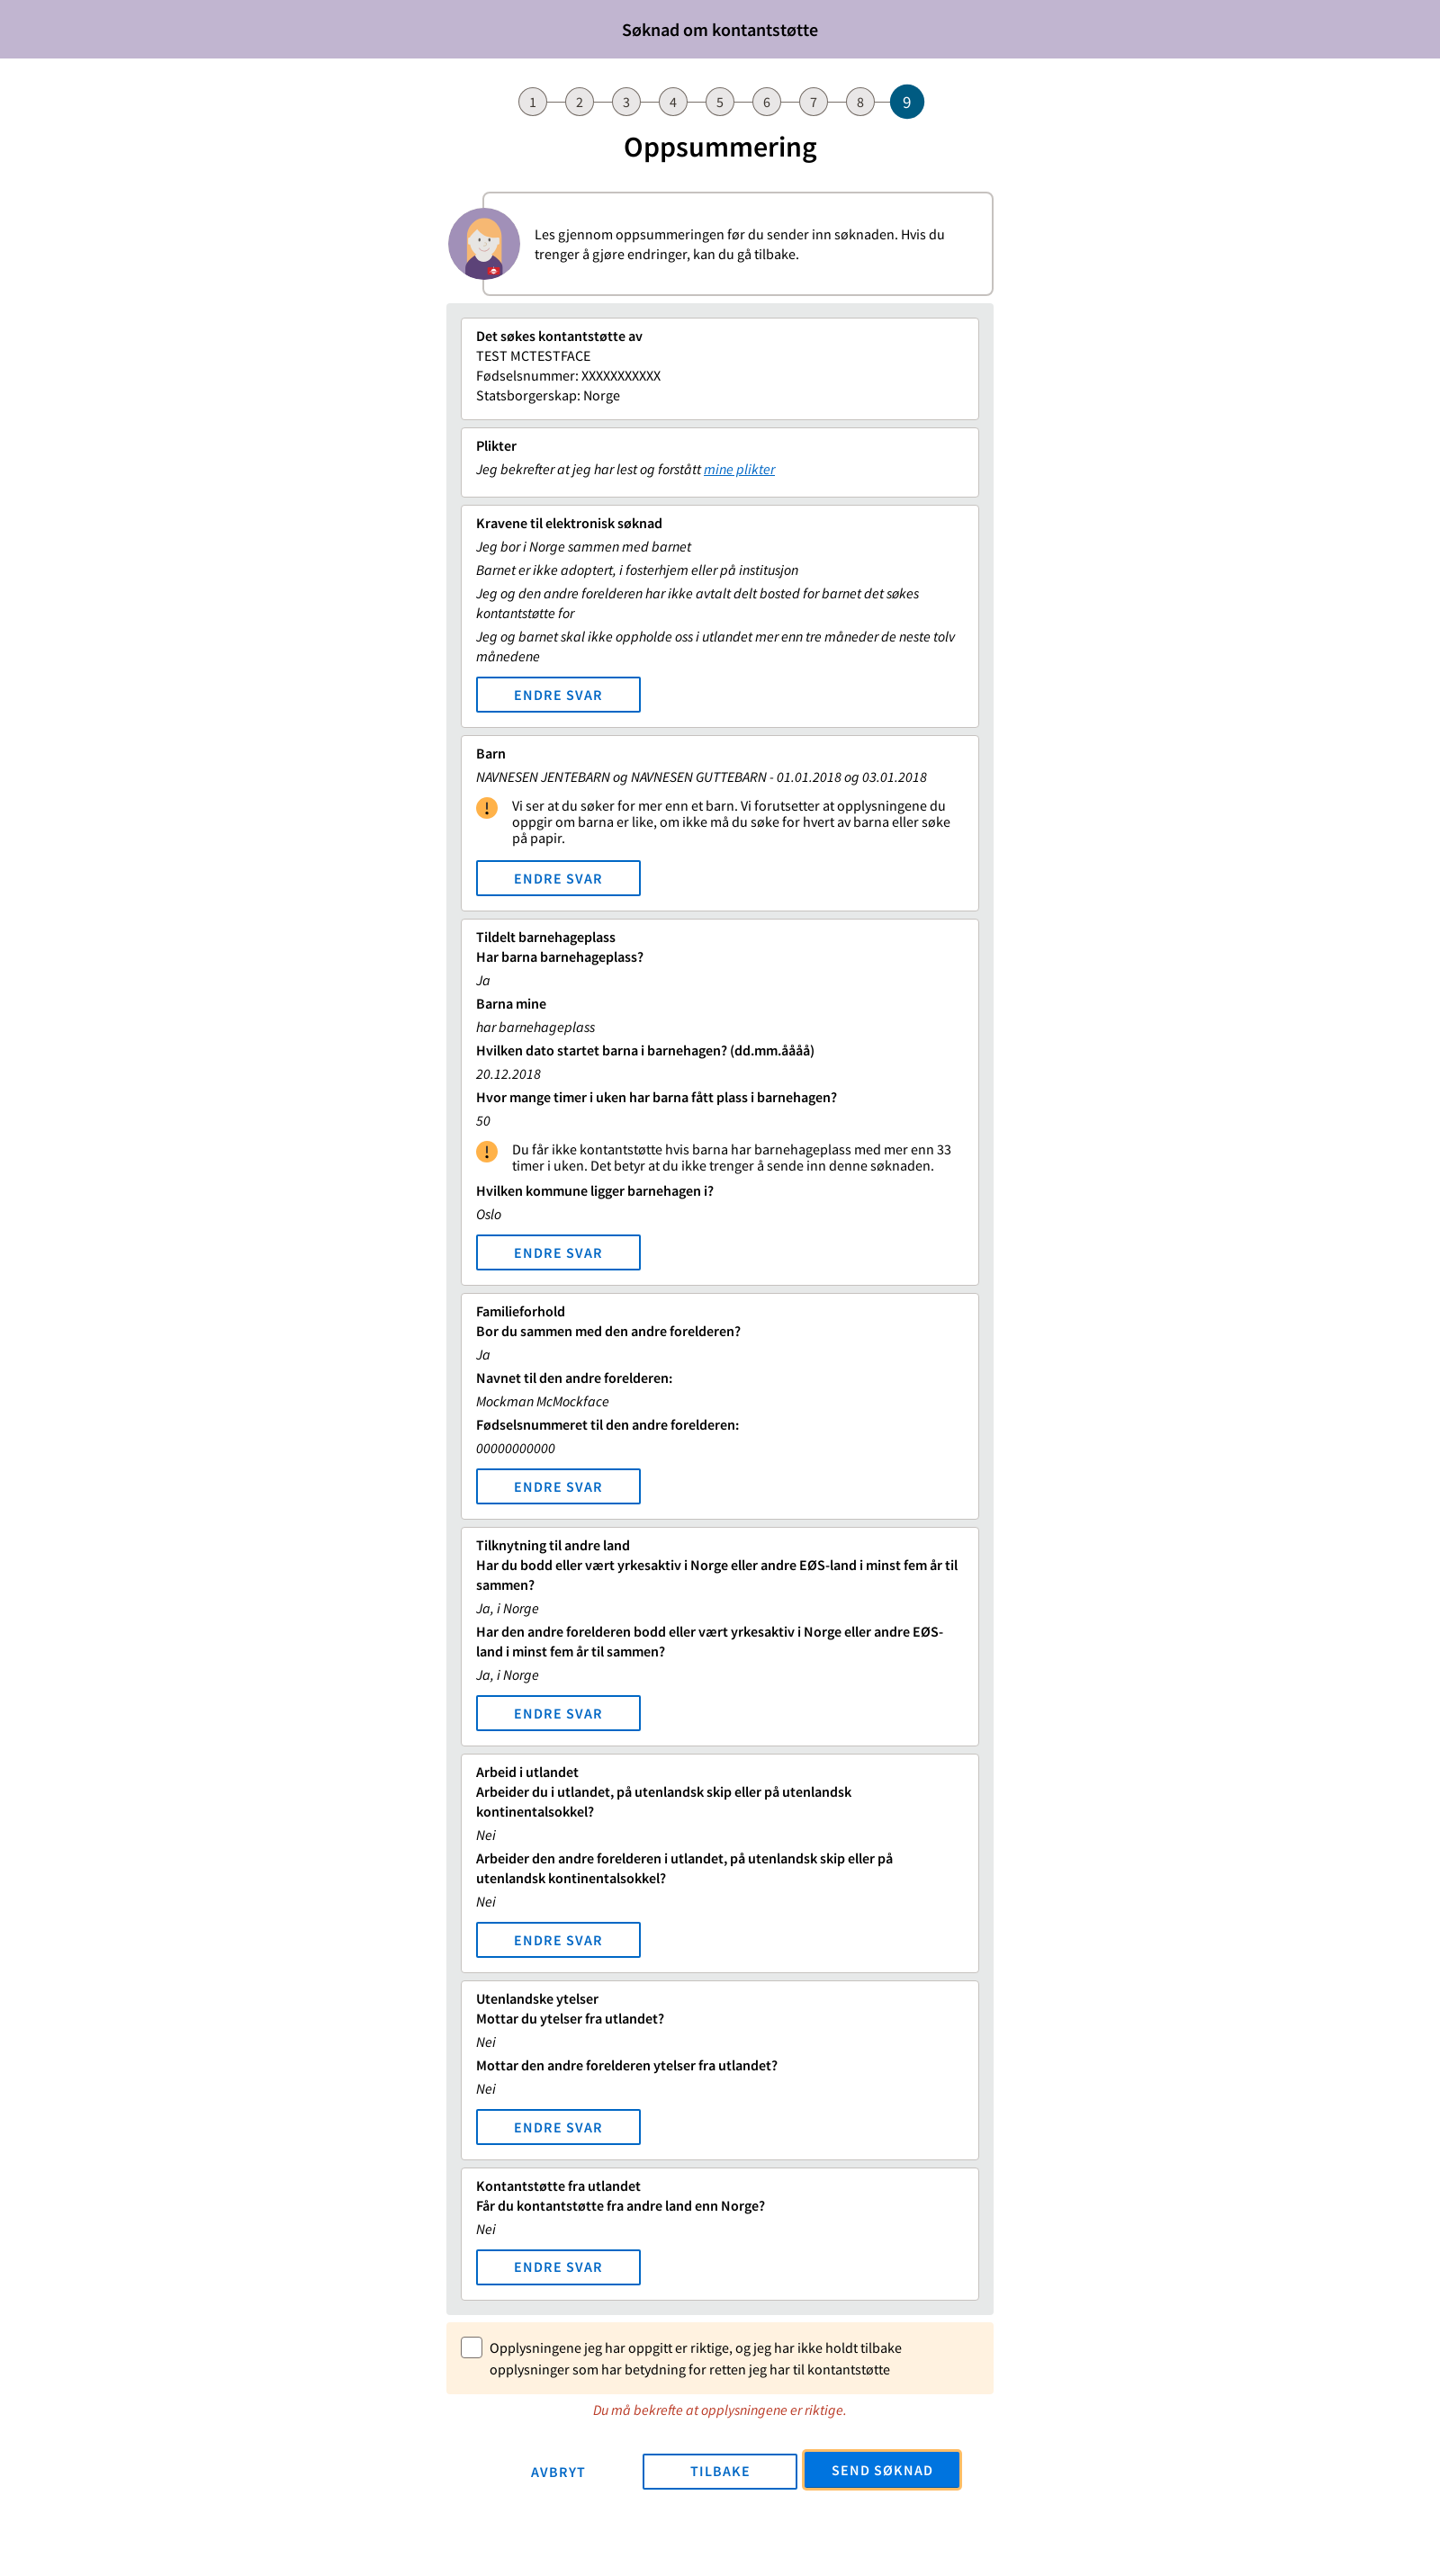 Søknad om kontantstøtte
1 2 3 4 5 6 7 8 9
Oppsummering
Les gjennom oppsummeringen før du sender inn søknaden. Hvis du
trenger å gjøre endringer, kan du gå tilbake.
Det søkes kontantstøtte av
TEST MCTESTFACE
Fødselsnummer: XXXXXXXXXXX
Statsborgerskap: Norge
Plikter
Jeg bekrefter at jeg har lest og forstått mine plikter
Kravene til elektronisk søknad
Jeg bor i Norge sammen med barnet
Barnet er ikke adoptert, i fosterhjem eller på institusjon
Jeg og den andre forelderen har ikke avtalt delt bosted for barnet det søkes
kontantstøtte for
Jeg og barnet skal ikke oppholde oss i utlandet mer enn tre måneder de neste tolv
månedene
ENDRE SVAR
Barn
NAVNESEN JENTEBARN og NAVNESEN GUTTEBARN - 01.01.2018 og 03.01.2018
Vi ser at du søker for mer enn et barn. Vi forutsetter at opplysningene du
oppgir om barna er like, om ikke må du søke for hvert av barna eller søke
på papir.
ENDRE SVAR
Tildelt barnehageplass
Har barna barnehageplass?
Ja
Barna mine
har barnehageplass
Hvilken dato startet barna i barnehagen? (dd.mm.åååå)
20.12.2018
Hvor mange timer i uken har barna fått plass i barnehagen?
50
Du får ikke kontantstøtte hvis barna har barnehageplass med mer enn 33
timer i uken. Det betyr at du ikke trenger å sende inn denne søknaden.
Hvilken kommune ligger barnehagen i?
Oslo
ENDRE SVAR
Familieforhold
Bor du sammen med den andre forelderen?
Ja
Navnet til den andre forelderen:
Mockman McMockface
Fødselsnummeret til den andre forelderen:
00000000000
ENDRE SVAR
Tilknytning til andre land
Har du bodd eller vært yrkesaktiv i Norge eller andre EØS-land i minst fem år til
sammen?
Ja, i Norge
Har den andre forelderen bodd eller vært yrkesaktiv i Norge eller andre EØS-
land i minst fem år til sammen?
Ja, i Norge
ENDRE SVAR
Arbeid i utlandet
Arbeider du i utlandet, på utenlandsk skip eller på utenlandsk
kontinentalsokkel?
Nei
Arbeider den andre forelderen i utlandet, på utenlandsk skip eller på
utenlandsk kontinentalsokkel?
Nei
ENDRE SVAR
Utenlandske ytelser
Mottar du ytelser fra utlandet?
Nei
Mottar den andre forelderen ytelser fra utlandet?
Nei
ENDRE SVAR
Kontantstøtte fra utlandet
Får du kontantstøtte fra andre land enn Norge?
Nei
ENDRE SVAR
Opplysningene jeg har oppgitt er riktige, og jeg har ikke holdt tilbake
opplysninger som har betydning for retten jeg har til kontantstøtte
Du må bekrefte at opplysningene er riktige.
AVBRYT TILBAKE SEND SØKNAD